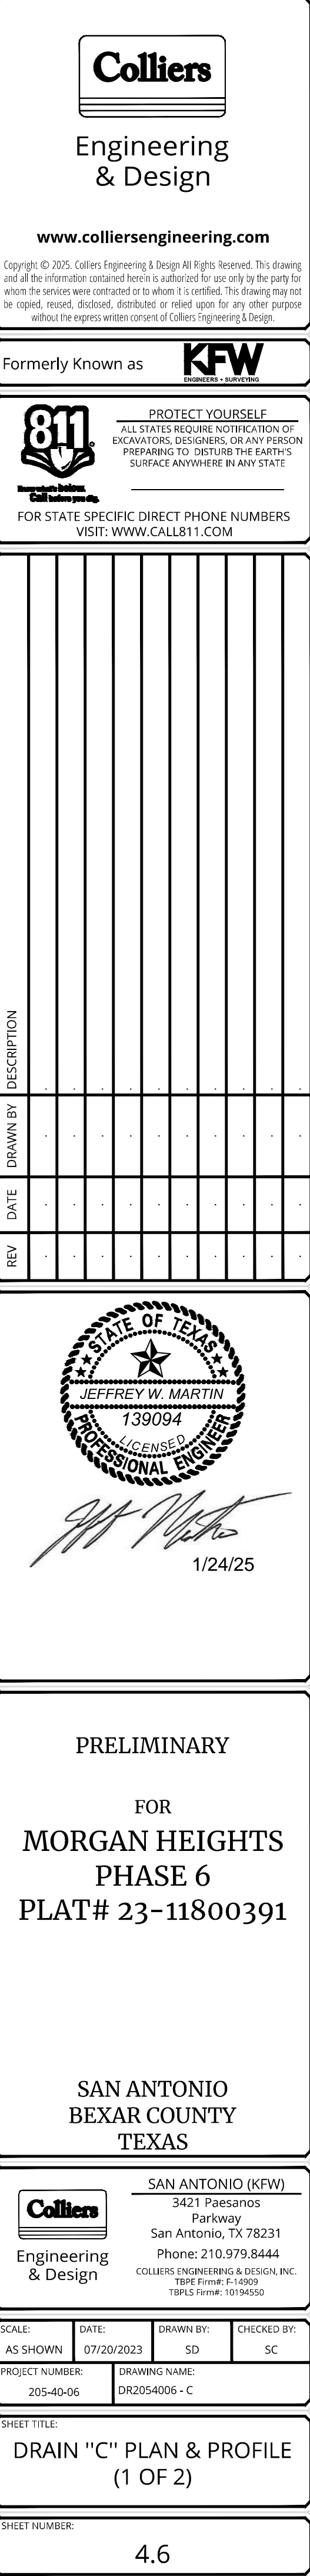 Colliers
Engineering
& Design
www.colliersengineering.com
Copyright © 2025. Colliers Engineering & Design All Rights Reserved. This drawing
and all the information contained herein is authorized for use only by the party for
whom the services were contracted or to whom it is certified. This drawing may not
be copied, reused, disclosed, distributed or relied upon for any other purpose
without the express written consent of Colliers Engineering & Design.
Formerly Known as
KFW
ENGINEERS + SURVEYING
811
Know what's below.
Call before you dig.
PROTECT YOURSELF
ALL STATES REQUIRE NOTIFICATION OF
EXCAVATORS, DESIGNERS, OR ANY PERSON
PREPARING TO DISTURB THE EARTH'S
SURFACE ANYWHERE IN ANY STATE
FOR STATE SPECIFIC DIRECT PHONE NUMBERS
VISIT: WWW.CALL811.COM
DESCRIPTION
DRAWN BY
DATE
REV
STATE OF TEXAS
JEFFREY W. MARTIN
139094
LICENSED
PROFESSIONAL ENGINEER
1/24/25
PRELIMINARY
FOR
MORGAN HEIGHTS
PHASE 6
PLAT# 23-11800391
SAN ANTONIO
BEXAR COUNTY
TEXAS
Colliers
Engineering
& Design
SAN ANTONIO (KFW)
3421 Paesanos
Parkway
San Antonio, TX 78231
Phone: 210.979.8444
COLLIERS ENGINEERING & DESIGN, INC.
TBPE Firm#: F-14909
TBPLS Firm#: 10194550
SCALE: DATE: DRAWN BY: CHECKED BY:
AS SHOWN 07/20/2023 SD SC
PROJECT NUMBER: DRAWING NAME:
205-40-06 DR2054006 - C
SHEET TITLE:
DRAIN "C" PLAN & PROFILE
(1 OF 2)
SHEET NUMBER:
4.6